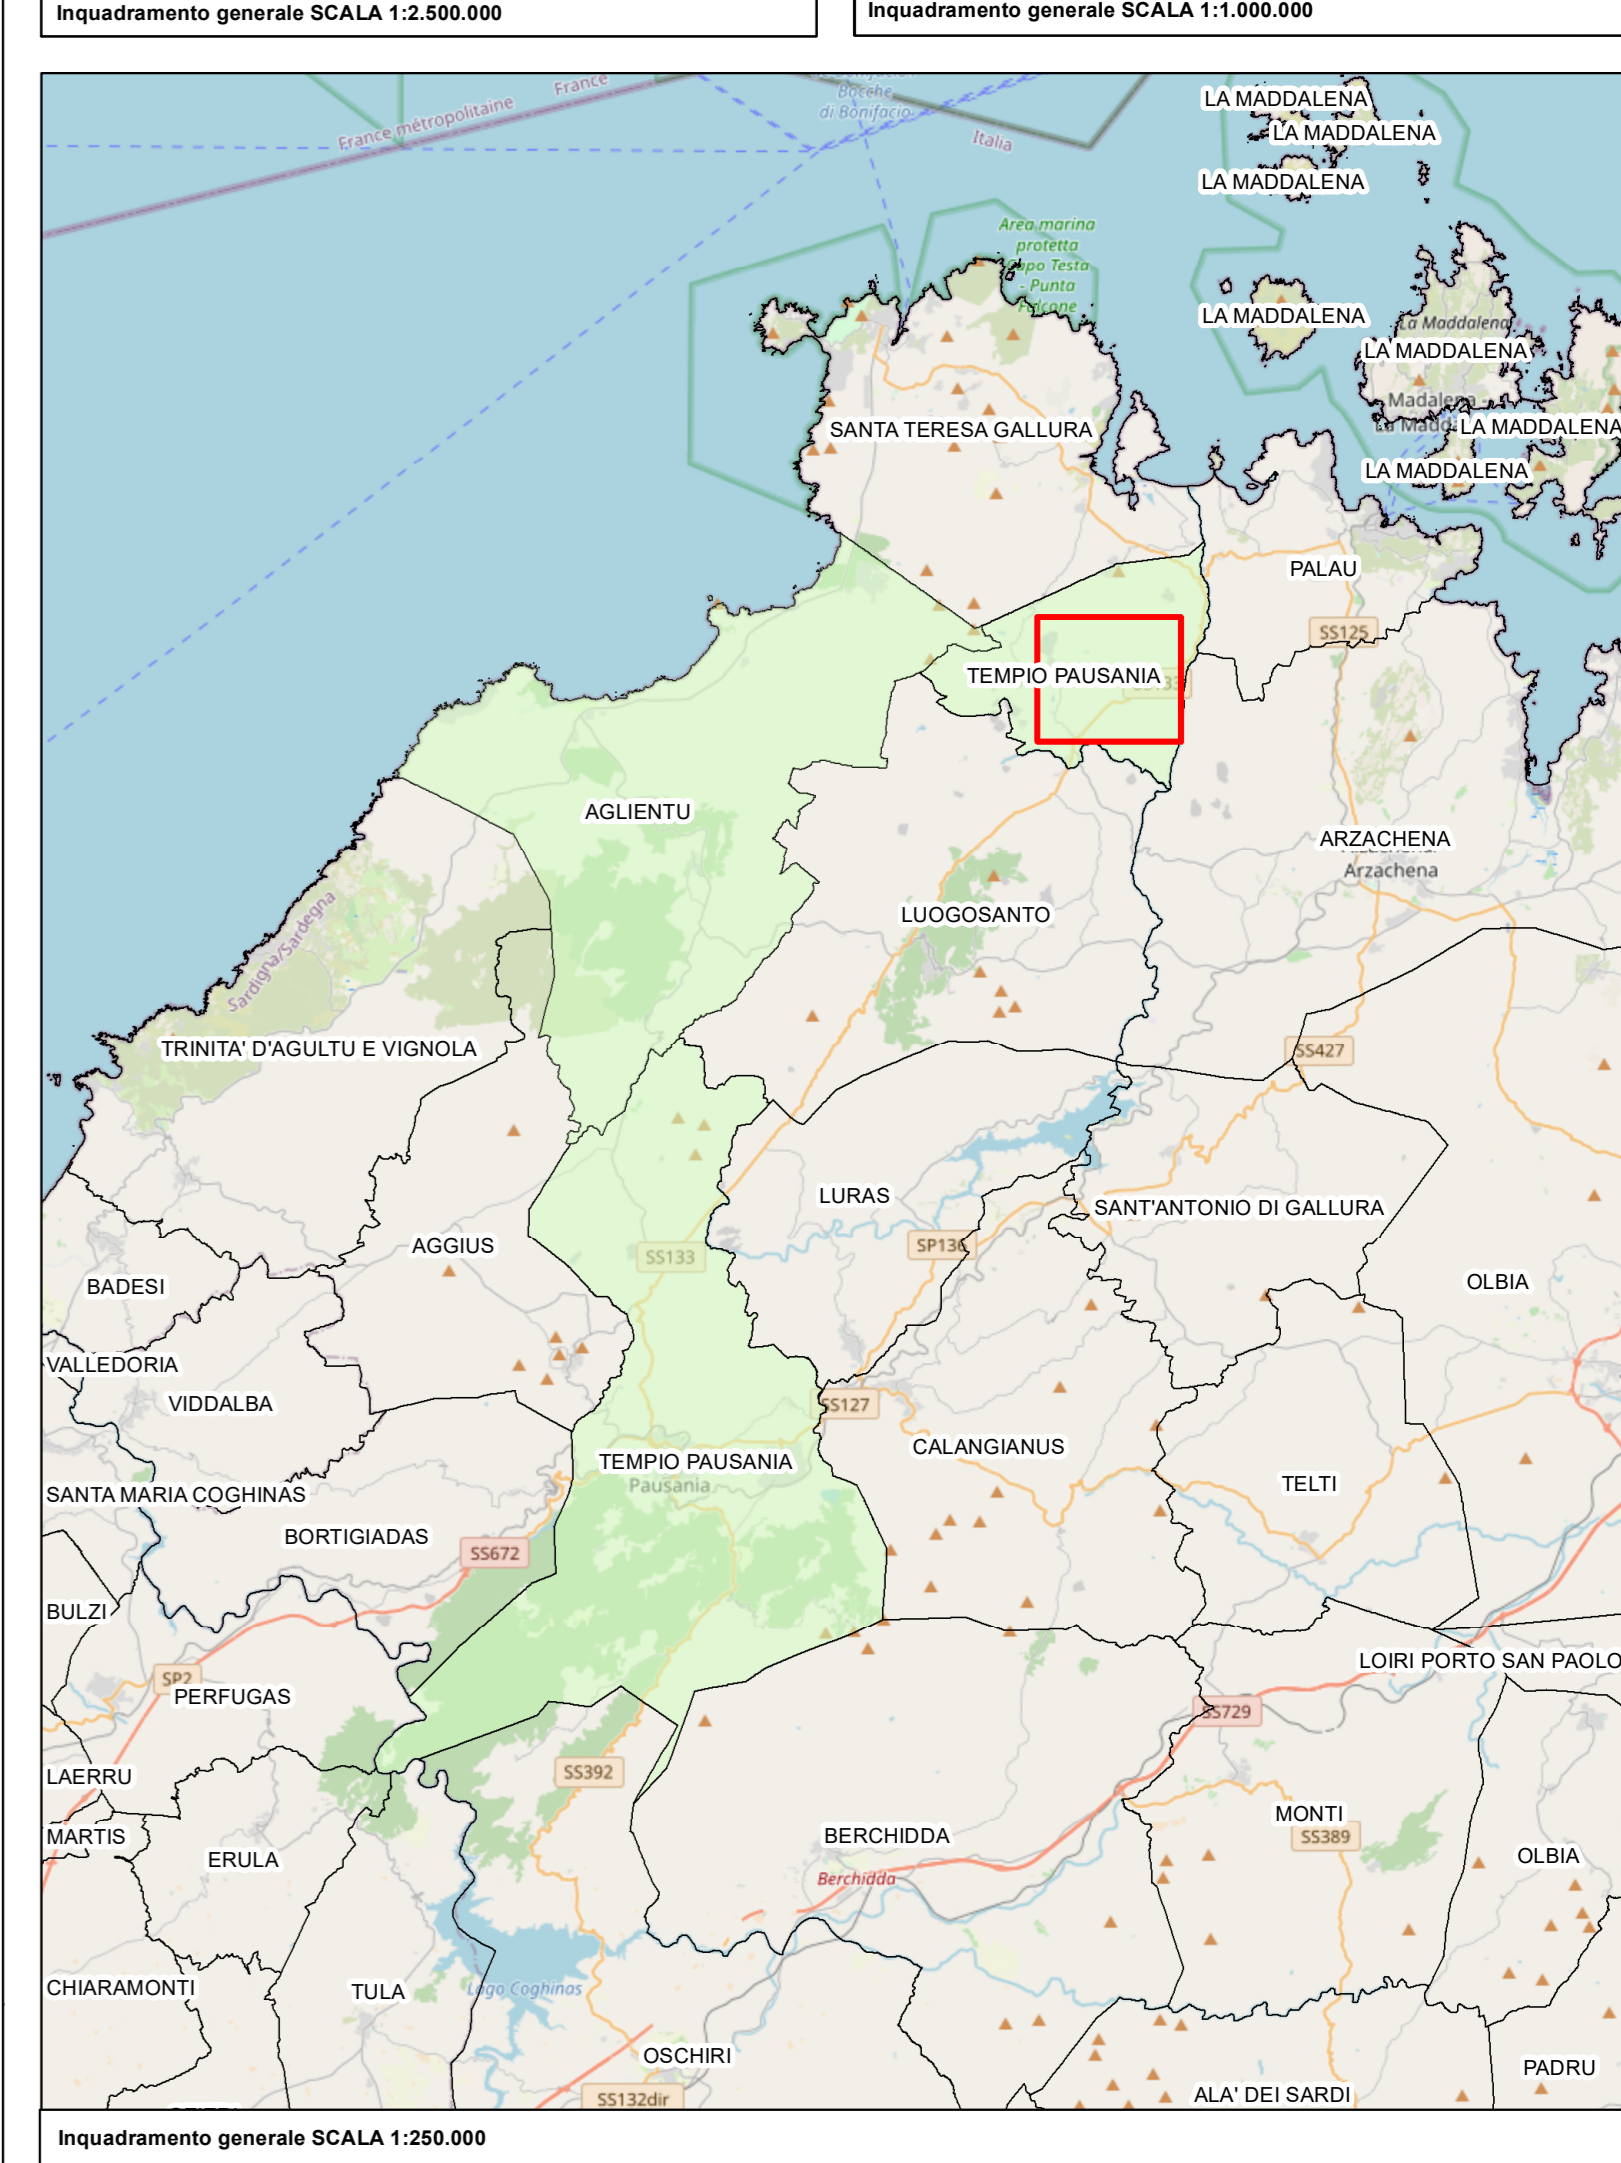 Inquadramento generale SCALA 1:2.500.000
Inquadramento generale SCALA 1:1.000.000
France
France métropolitaine
Bocche
di Bonifacio
Italia
LA MADDALENA
LA MADDALENA
LA MADDALENA
Area marina
protetta
Capo Testa
- Punta
Falcone
LA MADDALENA
La Maddalena
LA MADDALENA
Madalena -
La Madd
LA MADDALENA
SANTA TERESA GALLURA
LA MADDALENA
PALAU
SS125
TEMPIO PAUSANIA
AGLIENTU
ARZACHENA
Arzachena
LUOGOSANTO
Sardigna/Sardegna
TRINITA' D'AGULTU E VIGNOLA
SS427
LURAS
SANT'ANTONIO DI GALLURA
AGGIUS
SP136
SS133
BADESI
OLBIA
VALLEDORIA
VIDDALBA
SS127
CALANGIANUS
TEMPIO PAUSANIA
Pausania
TELTI
SANTA MARIA COGHINAS
BORTIGIADAS
SS672
BULZI
LOIRI PORTO SAN PAOLO
SP2
PERFUGAS
SS729
LAERRU
SS392
MONTI
MARTIS
BERCHIDDA
SS389
ERULA
OLBIA
Berchidda
CHIARAMONTI
TULA
Lago Coghinas
OSCHIRI
PADRU
SS132dir
ALA' DEI SARDI
Inquadramento generale SCALA 1:250.000